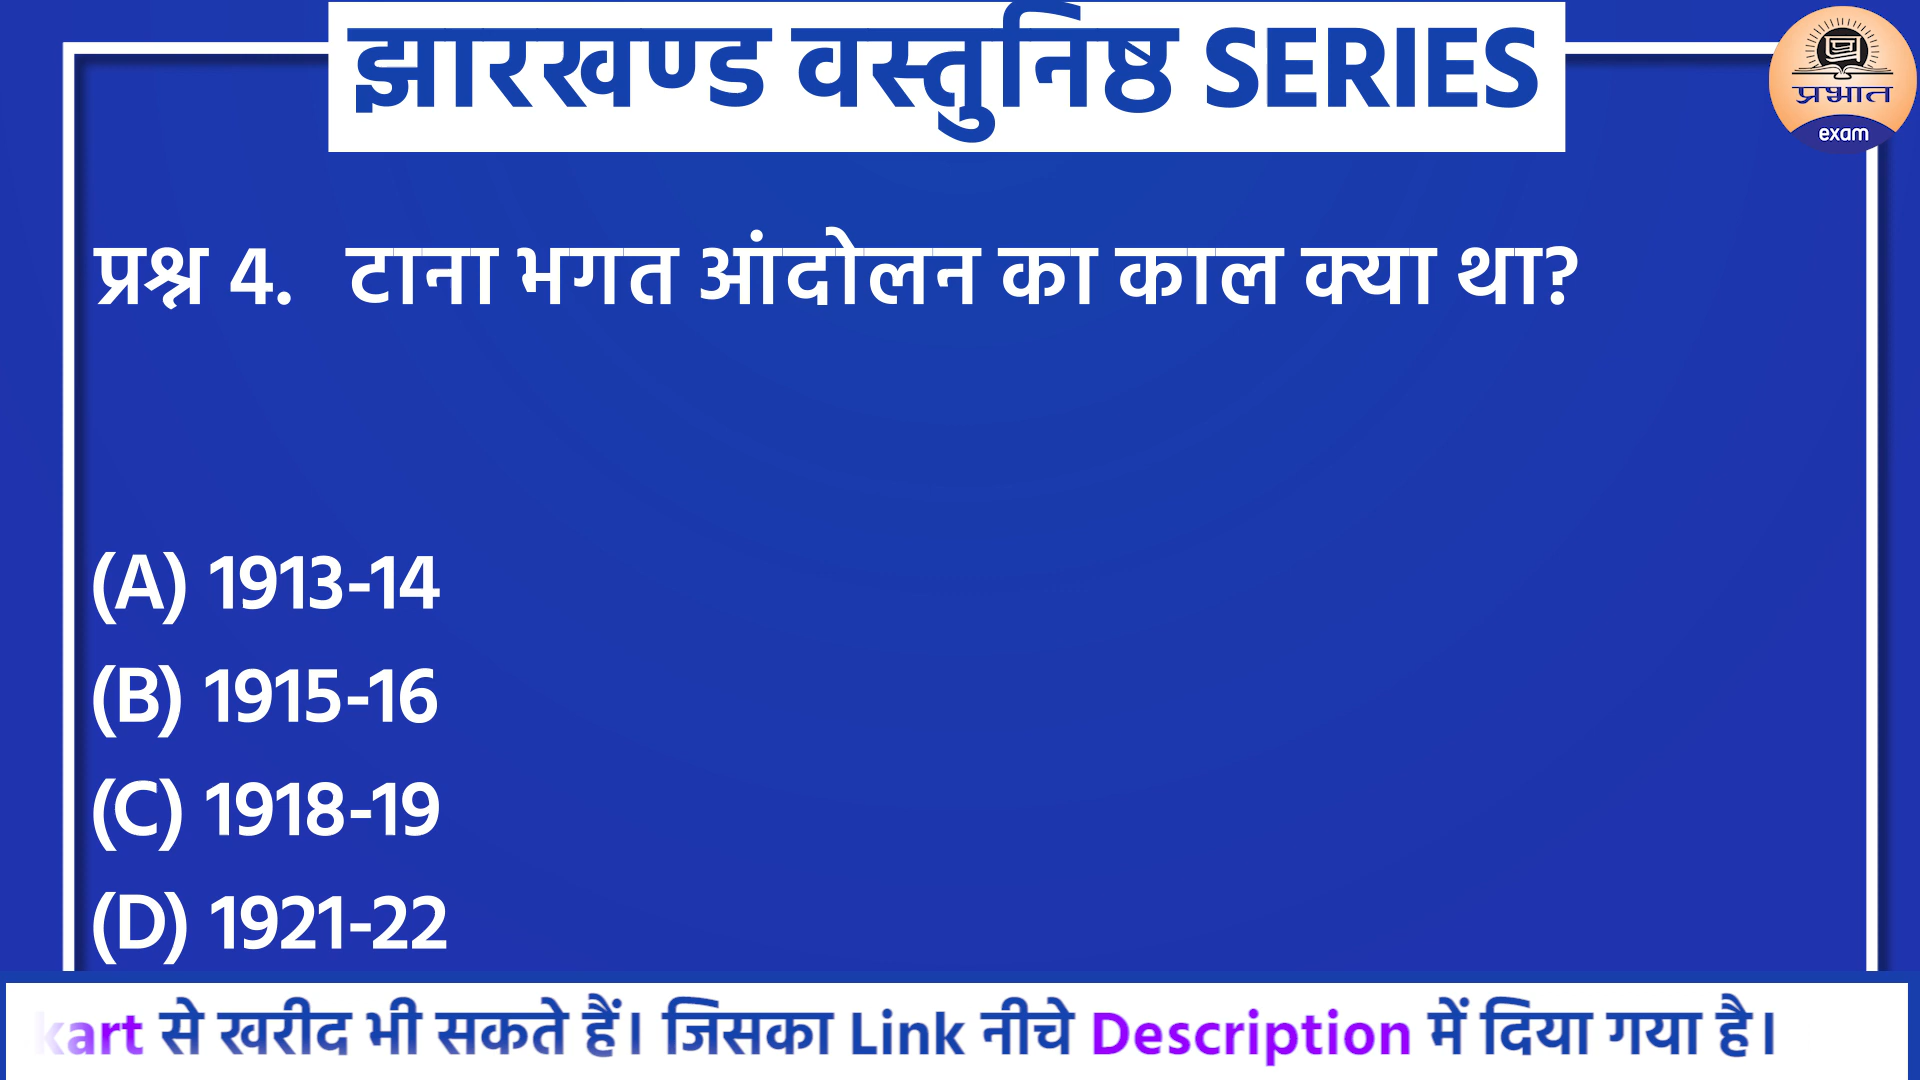 झारखण्ड वस्तुनिष्ठ SERIES
प्रभात
exam
प्रश्न 4. टाना भगत आंदोलन का काल क्या था?
(A) 1913-14
(B) 1915-16
(C) 1918-19
(D) 1921-22
kart से खरीद भी सकते हैं। जिसका Link नीचे Description में दिया गया है।